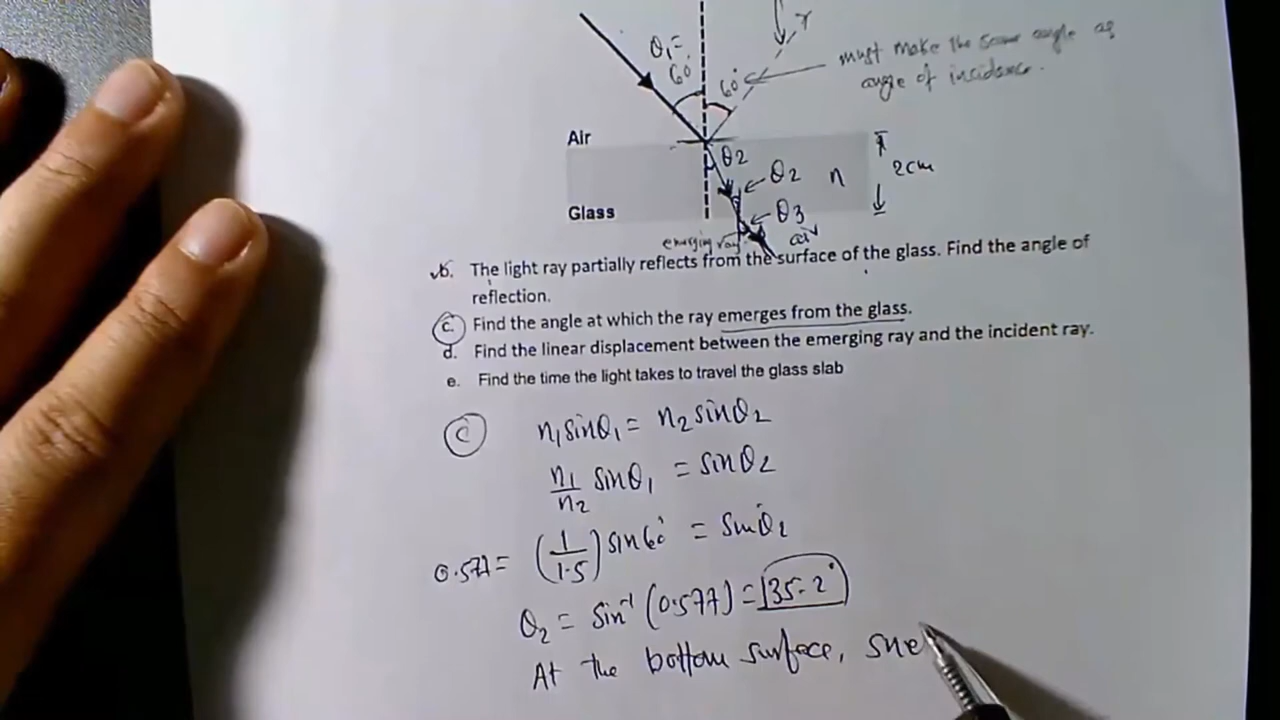 θ1=
60°
60°
r
must make the same angle as
angle of incidence.
Air
θ2
θ2
n
2cm
Glass
θ3
emerging ray
air
b. The light ray partially reflects from the surface of the glass. Find the angle of
reflection.
c. Find the angle at which the ray emerges from the glass.
d. Find the linear displacement between the emerging ray and the incident ray.
e. Find the time the light takes to travel the glass slab
C n1 sinθ1 = n2 sinθ2
n1/n2 sinθ1 = sinθ2
0.577 = (1/1.5) sin60° = sinθ2
θ2 = sin⁻¹(0.577) = 35.2°
At the bottom surface, sne